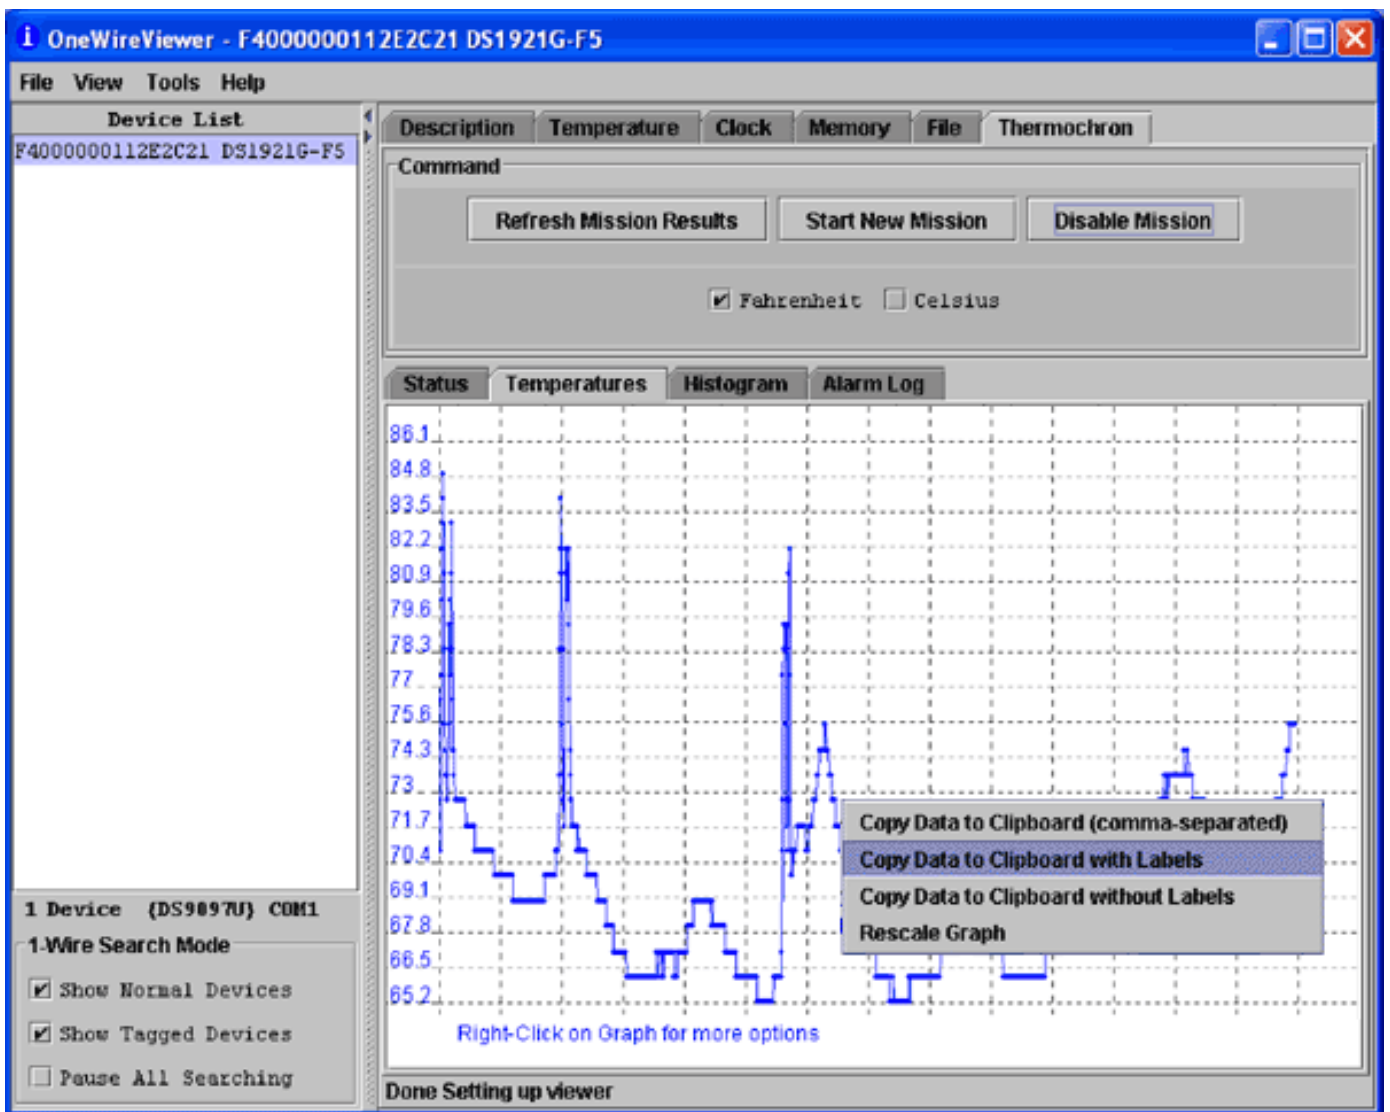 OneWireViewer - F4000000112E2C21 DS1921G-F5
File View Tools Help
Device List
F4000000112E2C21 DS1921G-F5
1 Device {DS9097U} COM1
1-Wire Search Mode
Show Normal Devices
Show Tagged Devices
Pause All Searching
Description Temperature Clock Memory File Thermochron
Command
Refresh Mission Results Start New Mission Disable Mission
Fahrenheit Celsius
Status Temperatures Histogram Alarm Log
86.1
84.8
83.5
82.2
80.9
79.6
78.3
77
75.6
74.3
73
71.7
70.4
69.1
67.8
66.5
65.2
Copy Data to Clipboard (comma-separated)
Copy Data to Clipboard with Labels
Copy Data to Clipboard without Labels
Rescale Graph
Right-Click on Graph for more options
Done Setting up viewer